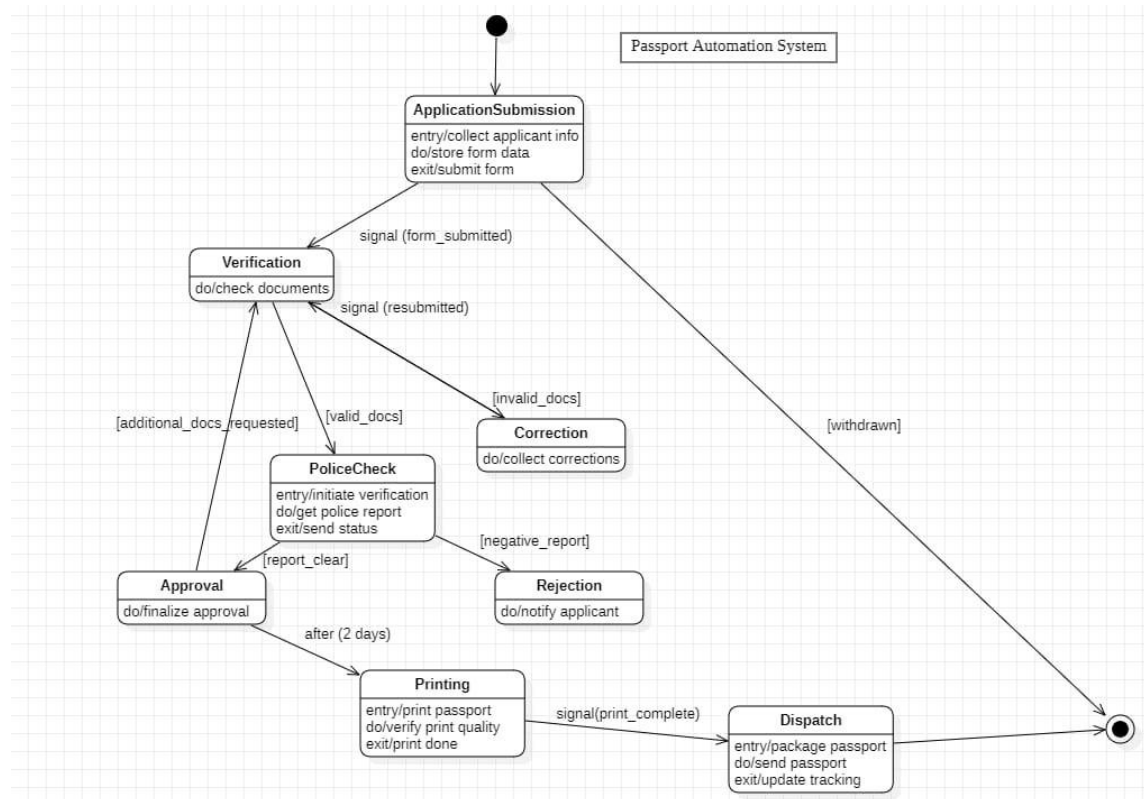 Passport Automation System
ApplicationSubmission
entry/collect applicant info
do/store form data
exit/submit form
signal (form_submitted)
Verification
do/check documents
signal (resubmitted)
[invalid_docs]
[additional_docs_requested]
[valid_docs]
[withdrawn]
Correction
do/collect corrections
PoliceCheck
entry/initiate verification
do/get police report
exit/send status
[negative_report]
[report_clear]
Approval
do/finalize approval
Rejection
do/notify applicant
after (2 days)
Printing
entry/print passport
do/verify print quality
exit/print done
signal(print_complete)
Dispatch
entry/package passport
do/send passport
exit/update tracking